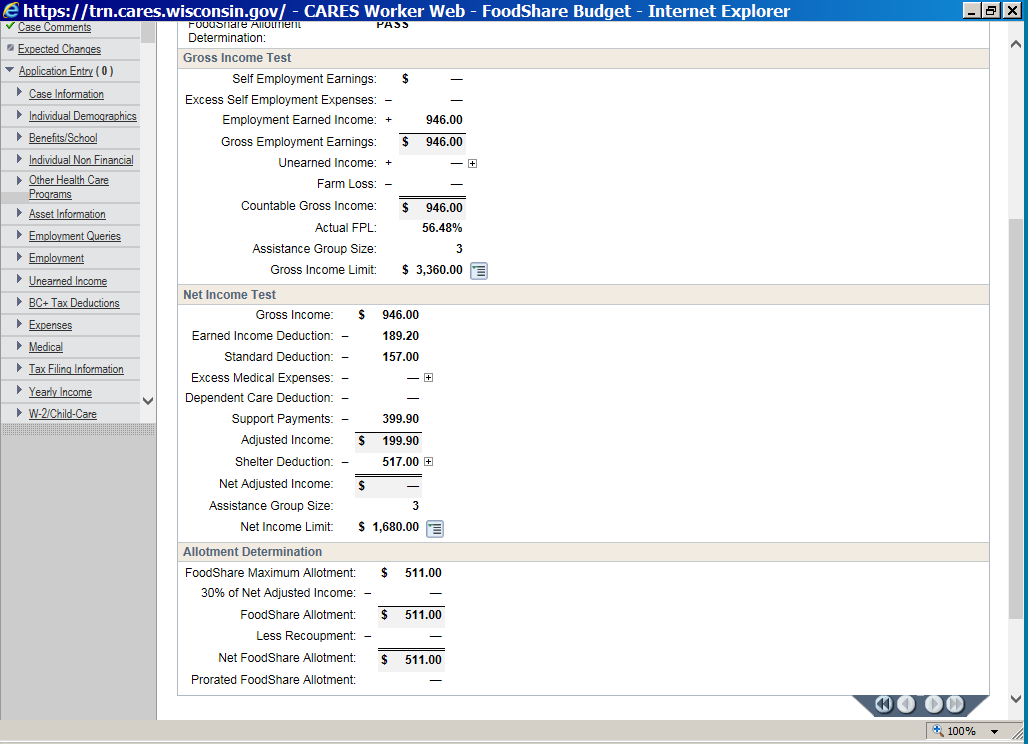 https://trn.cares.wisconsin.gov/ - CARES Worker Web - FoodShare Budget - Internet Explorer
Case Comments
Expected Changes
Application Entry ( 0 )
Case Information
Individual Demographics
Benefits/School
Individual Non Financial
Other Health Care
Programs
Asset Information
Employment Queries
Employment
Unearned Income
BC+ Tax Deductions
Expenses
Medical
Tax Filing Information
Yearly Income
W-2/Child-Care
FoodShare Allotment PASS
Determination:
Gross Income Test
Self Employment Earnings: $ —
Excess Self Employment Expenses: – —
Employment Earned Income: + 946.00
Gross Employment Earnings: $ 946.00
Unearned Income: + —
Farm Loss: – —
Countable Gross Income: $ 946.00
Actual FPL: 56.48%
Assistance Group Size: 3
Gross Income Limit: $ 3,360.00
Net Income Test
Gross Income: $ 946.00
Earned Income Deduction: – 189.20
Standard Deduction: – 157.00
Excess Medical Expenses: – —
Dependent Care Deduction: – —
Support Payments: – 399.90
Adjusted Income: $ 199.90
Shelter Deduction: – 517.00
Net Adjusted Income: $ —
Assistance Group Size: 3
Net Income Limit: $ 1,680.00
Allotment Determination
FoodShare Maximum Allotment: $ 511.00
30% of Net Adjusted Income: – —
FoodShare Allotment: $ 511.00
Less Recoupment: – —
Net FoodShare Allotment: $ 511.00
Prorated FoodShare Allotment: —
100%